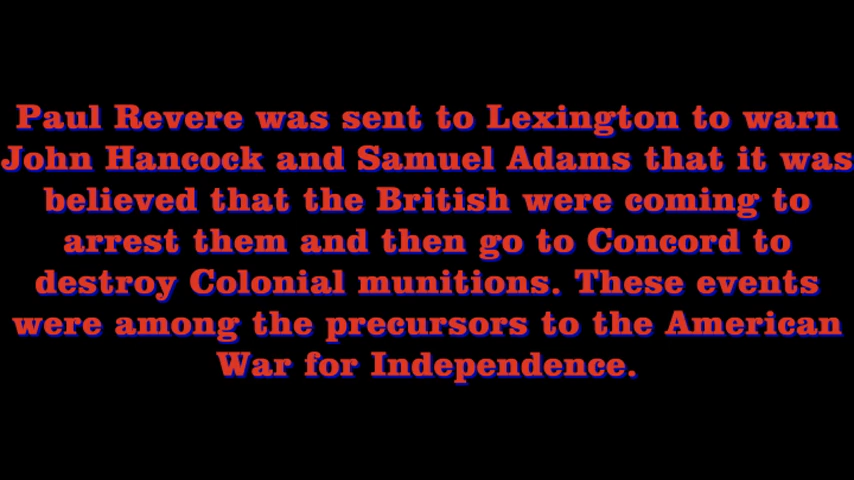 Paul Revere was sent to Lexington to warn
John Hancock and Samuel Adams that it was
believed that the British were coming to
arrest them and then go to Concord to
destroy Colonial munitions. These events
were among the precursors to the American
War for Independence.